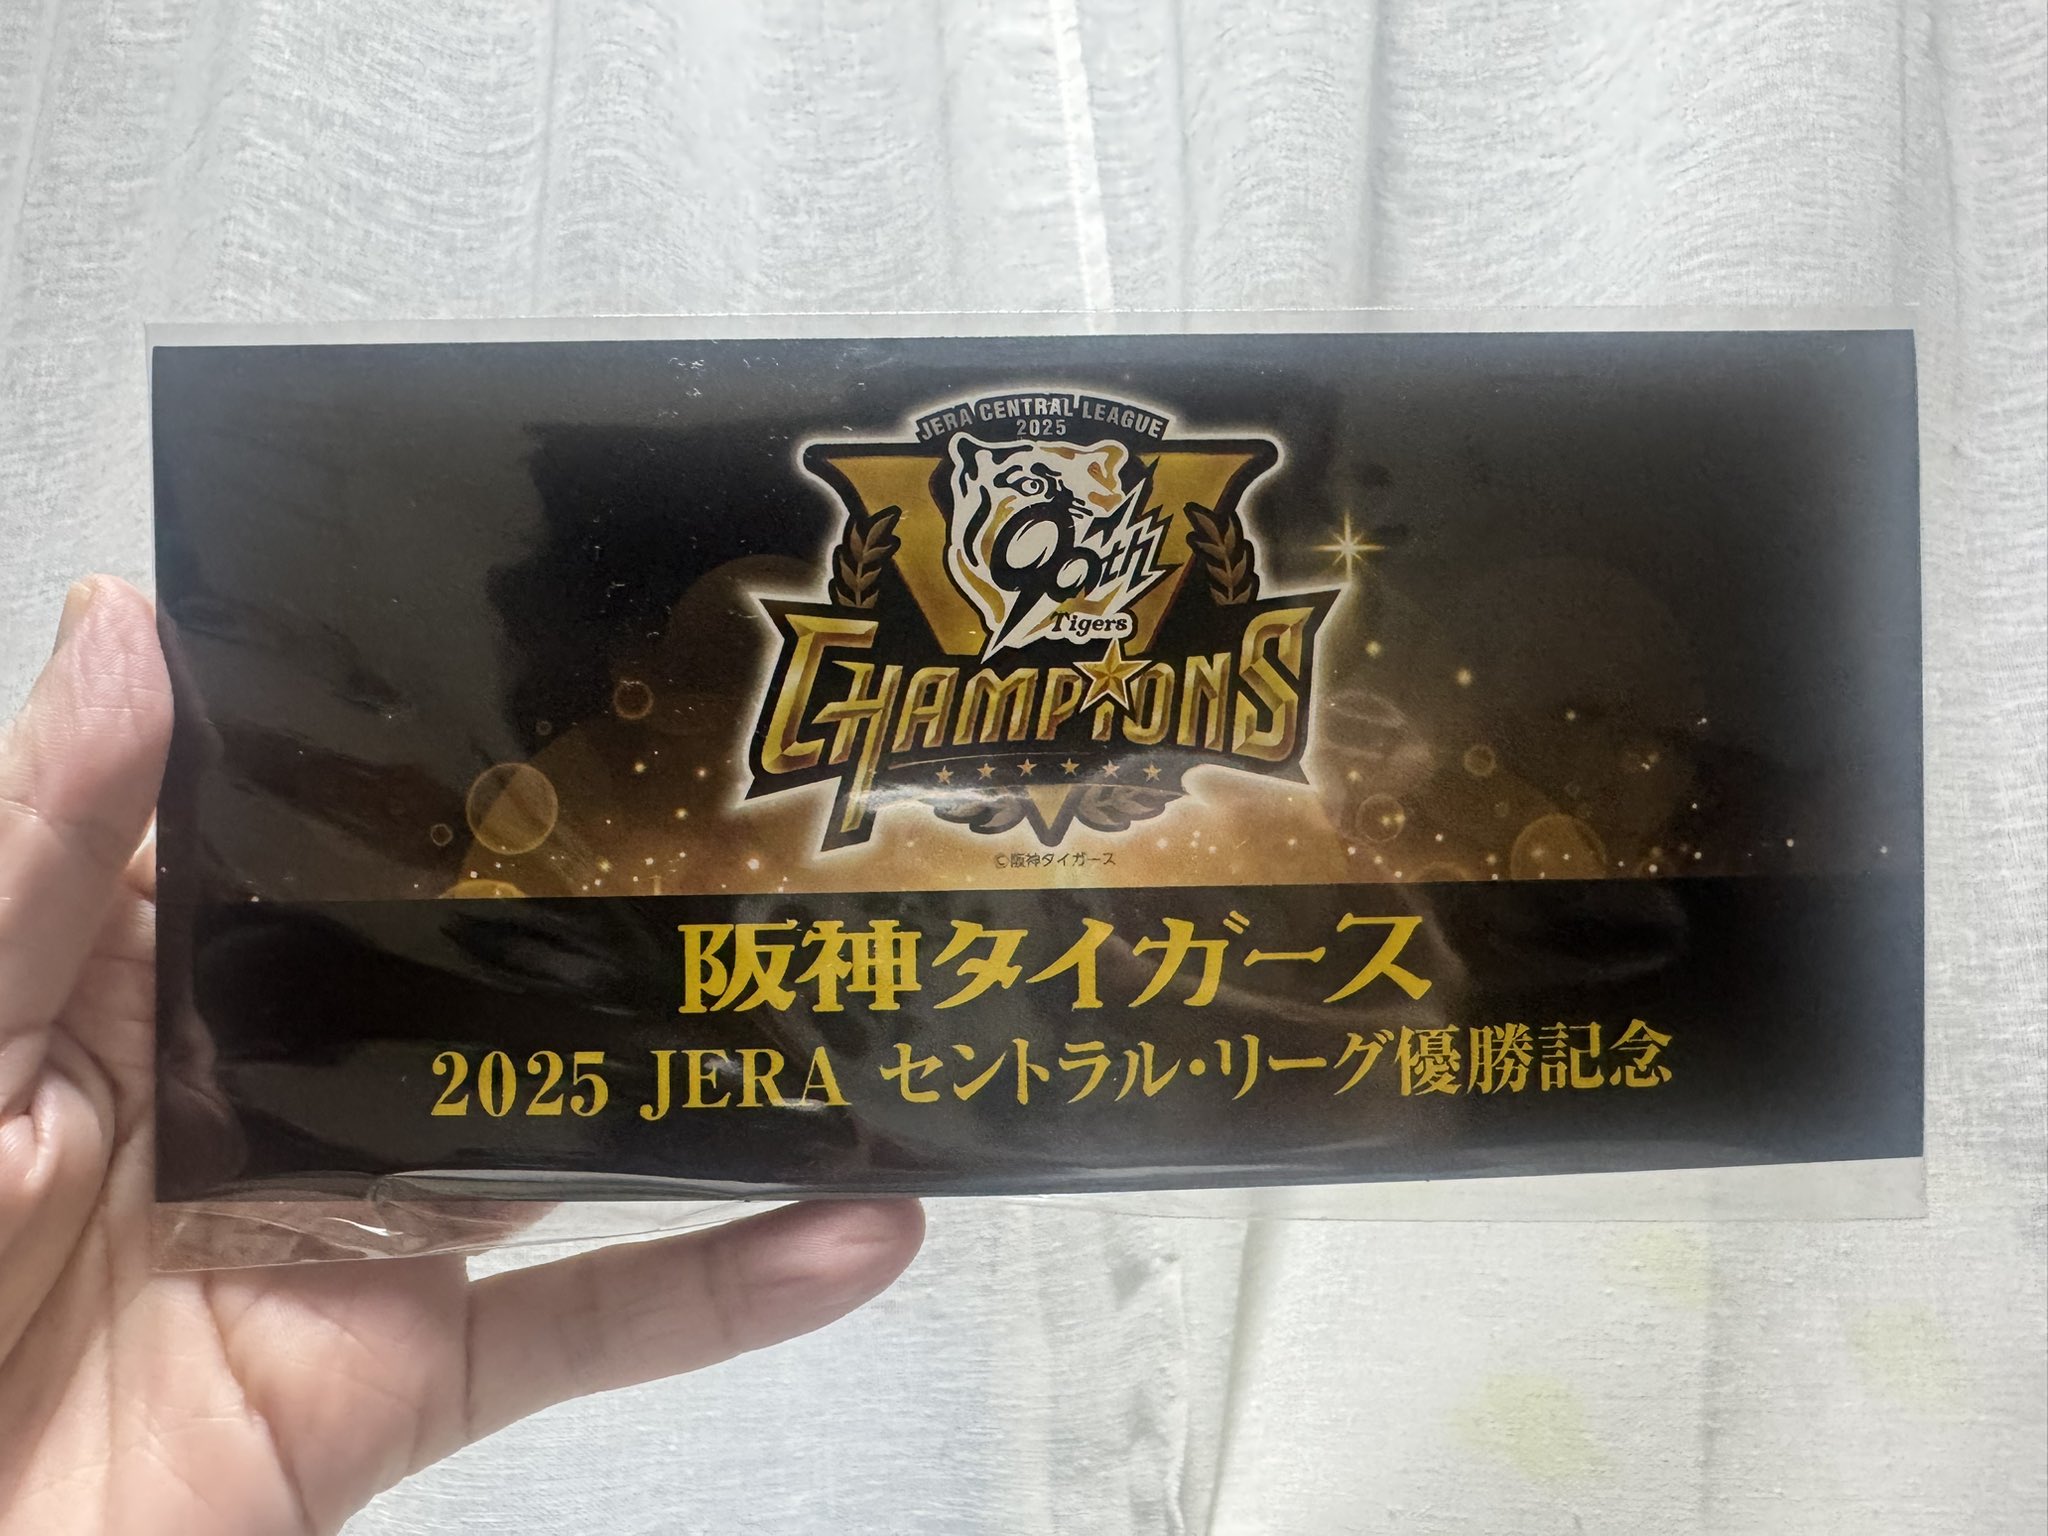 JERA CENTRAL LEAGUE
2025
90th
Tigers
CHAMPIONS
©阪神タイガース
阪神タイガース
2025 JERA セントラル・リーグ優勝記念